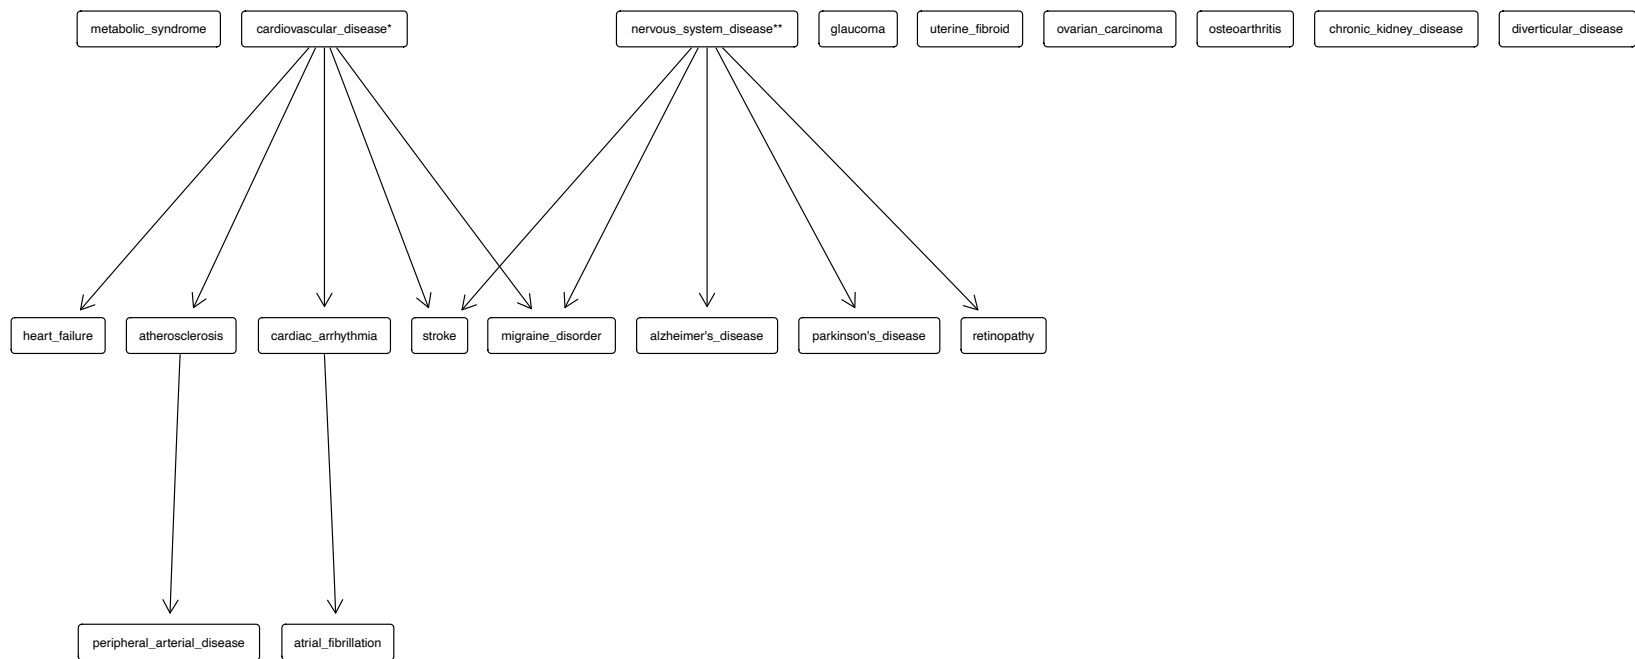 metabolic_syndrome
cardiovascular_disease*
nervous_system_disease**
glaucoma
uterine_fibroid
ovarian_carcinoma
osteoarthritis
chronic_kidney_disease
diverticular_disease
heart_failure
atherosclerosis
cardiac_arrhythmia
stroke
migraine_disorder
alzheimer's_disease
parkinson's_disease
retinopathy
peripheral_arterial_disease
atrial_fibrillation